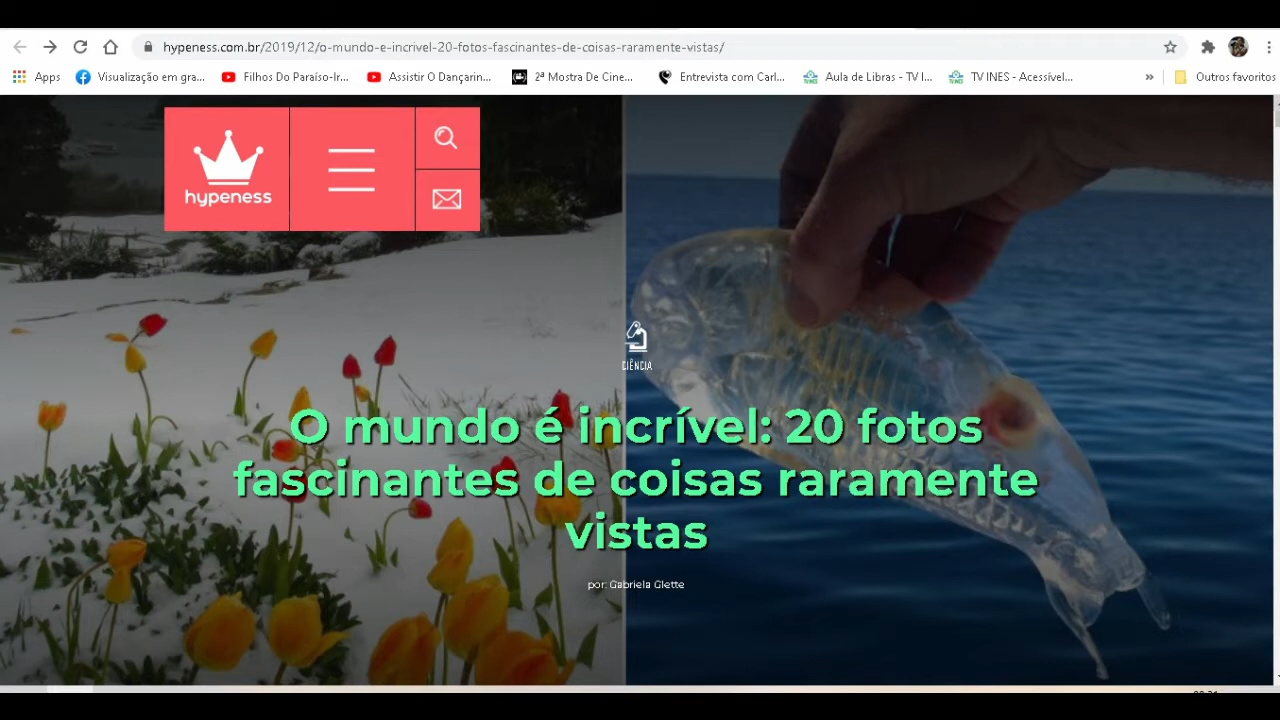 hypeness.com.br/2019/12/o-mundo-e-incrivel-20-fotos-fascinantes-de-coisas-raramente-vistas/
Apps
Visualização em gra...
Filhos Do Paraíso-Ir...
Assistir O Dançarin...
2ª Mostra De Cine...
Entrevista com Carl...
Aula de Libras - TV I...
TV INES - Acessível...
»
Outros favoritos
hypeness
CIÊNCIA
O mundo é incrível: 20 fotos
fascinantes de coisas raramente
vistas
por: Gabriela Glette